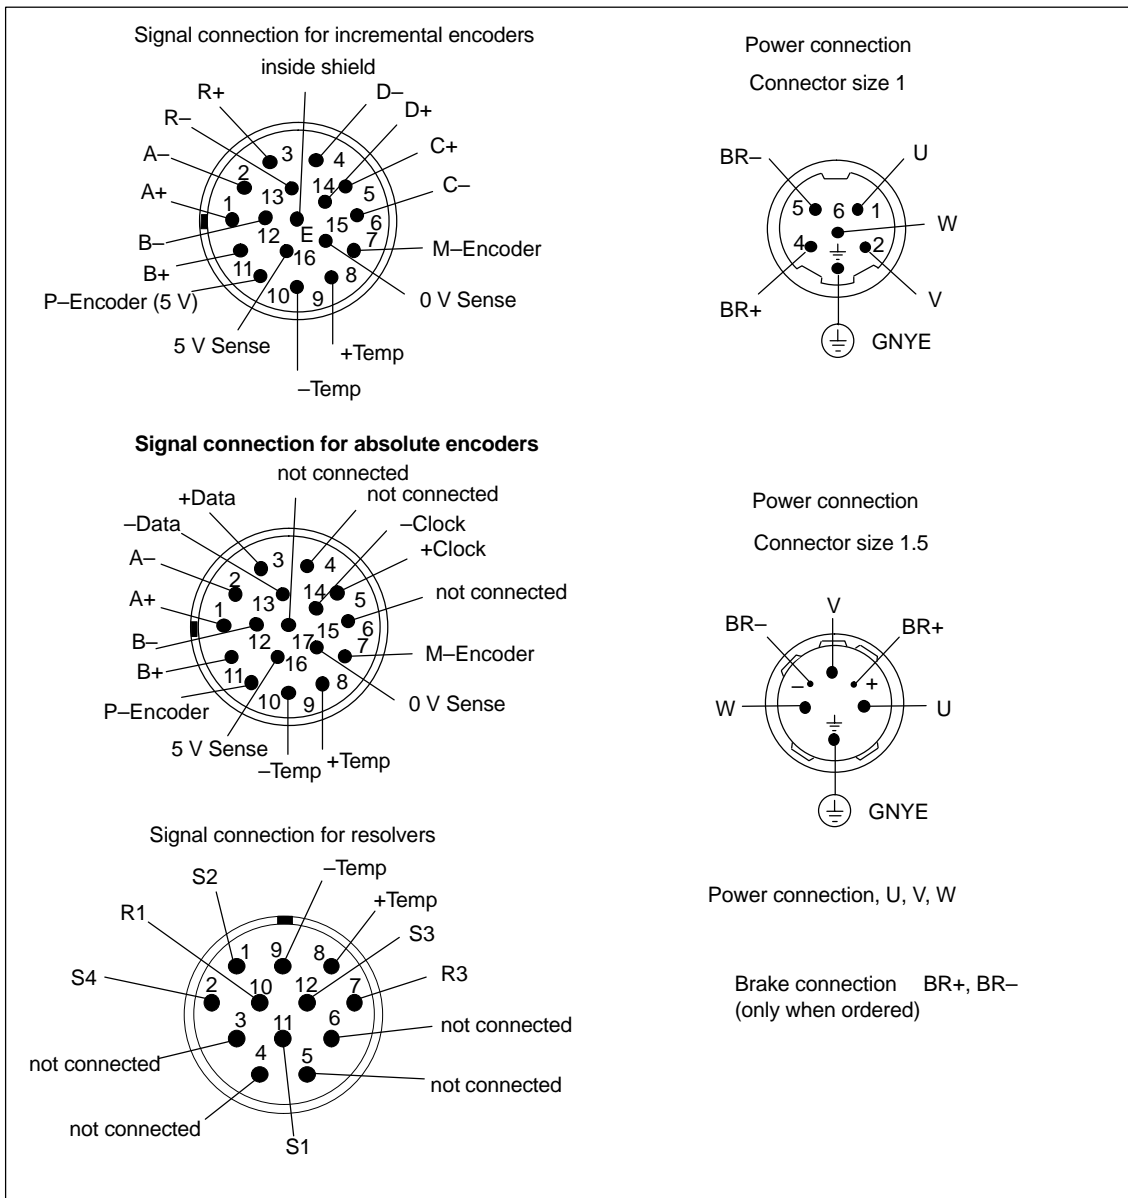 Signal connection for incremental encoders
inside shield
R+
D–
R–
D+
A–
C+
A+
C–
3
4
2
13
14
5
1
15
6
E
12
7
B–
16
M–Encoder
B+
11
8
P–Encoder (5 V)
10
9
0 V Sense
5 V Sense
+Temp
–Temp
Power connection
Connector size 1
BR–
U
5
6
1
W
4
2
BR+
V
GNYE
Signal connection for absolute encoders
not connected
+Data
not connected
–Data
–Clock
A–
+Clock
3
4
A+
2
not connected
13
14
5
1
15
6
B–
12
17
7
B+
16
M–Encoder
11
8
P–Encoder
10
9
0 V Sense
5 V Sense
–Temp
+Temp
Power connection
Connector size 1.5
V
BR–
BR+
–
+
W
U
GNYE
Signal connection for resolvers
–Temp
S2
+Temp
R1
S3
1
9
8
S4
R3
2
10
12
7
3
11
6
not connected
not connected
4
5
not connected
not connected
S1
Power connection, U, V, W
Brake connection BR+, BR–
(only when ordered)